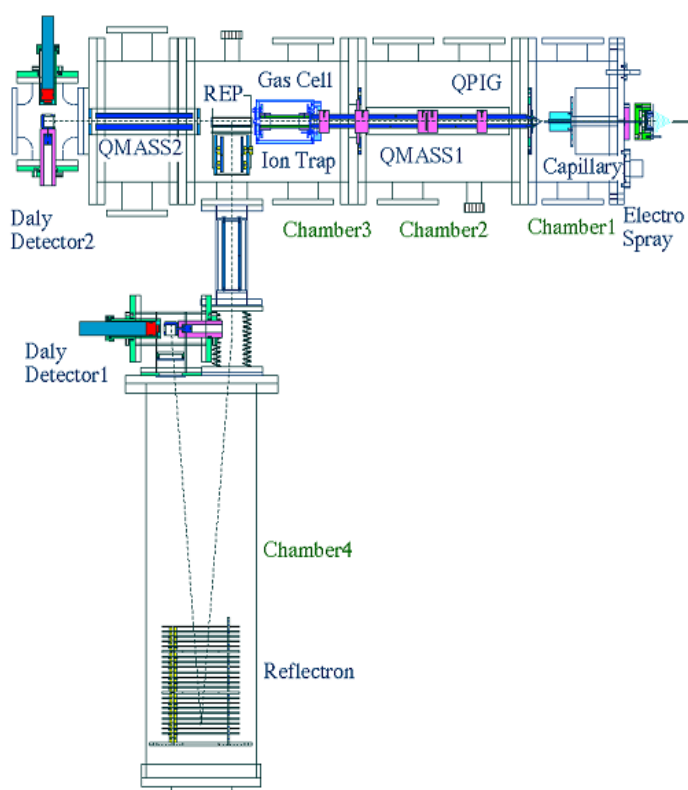 Gas Cell
QPIG
REP
QMASS2
Ion Trap
QMASS1
Capillary
Daly
Detector2
Chamber3
Chamber2
Chamber1
Electro
Spray
Daly
Detector1
Chamber4
Reflectron